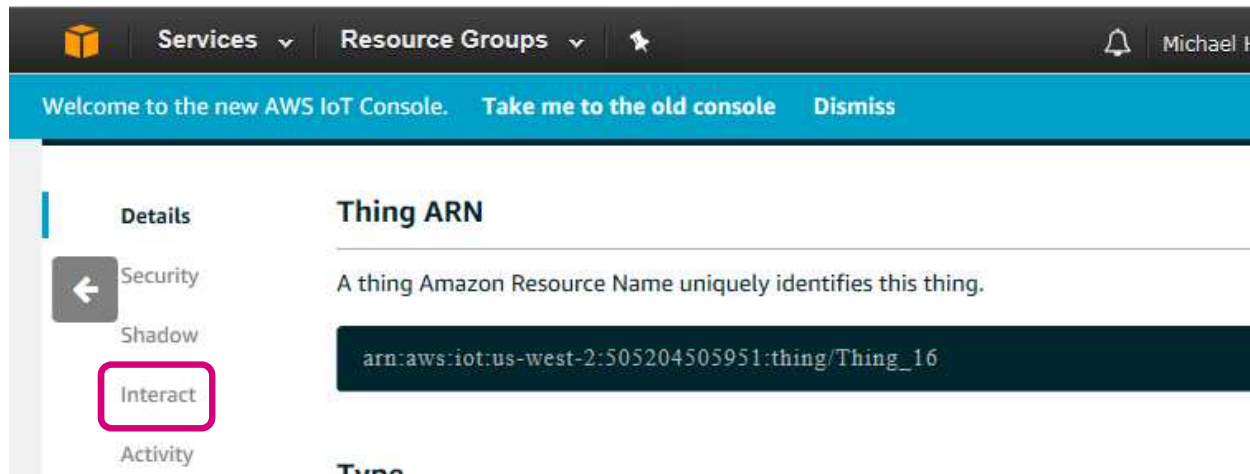 Services Resource Groups Michael H
Welcome to the new AWS IoT Console. Take me to the old console Dismiss
Details
Security
Shadow
Interact
Activity
Thing ARN
A thing Amazon Resource Name uniquely identifies this thing.
arn:aws:iot:us-west-2:505204505951:thing/Thing_16
Type